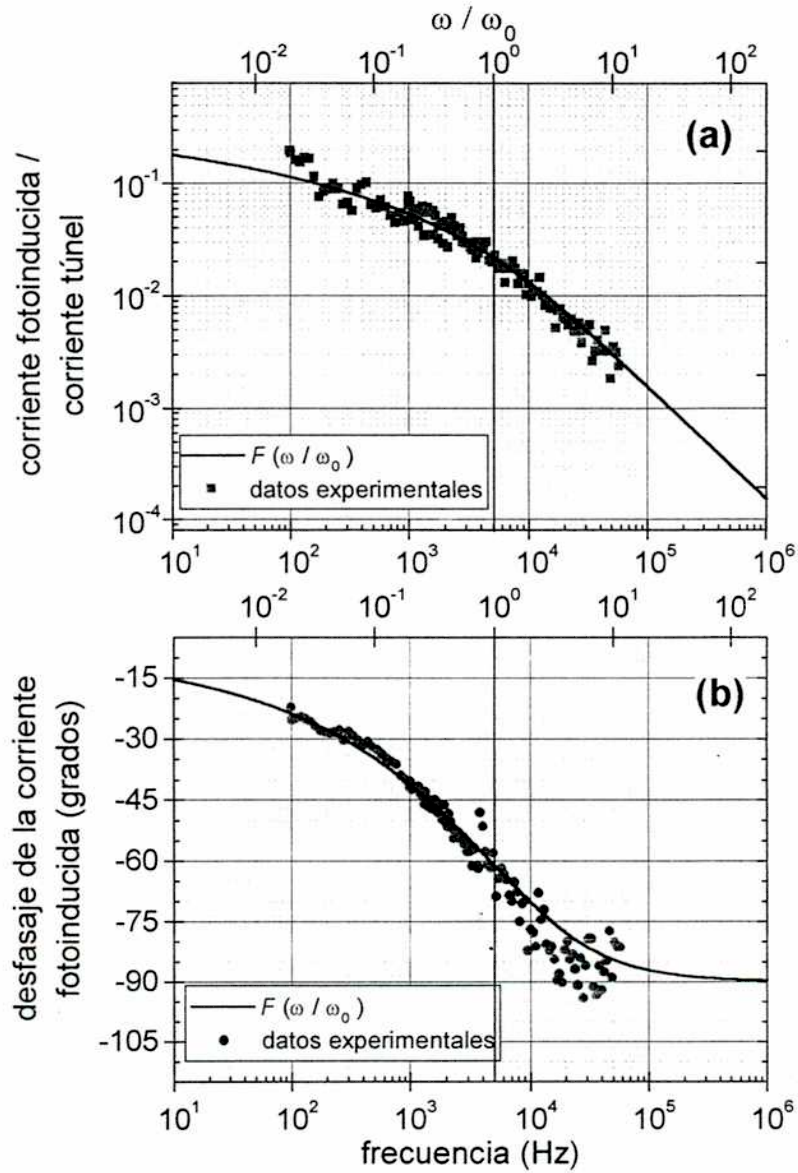 ω / ω₀
10⁻² 10⁻¹ 10⁰ 10¹ 10²
(a)
corriente fotoinducida /
corriente túnel
10⁻¹
10⁻²
10⁻³
10⁻⁴
F (ω / ω₀)
datos experimentales
10¹ 10² 10³ 10⁴ 10⁵ 10⁶
10⁻² 10⁻¹ 10⁰ 10¹ 10²
(b)
desfasaje de la corriente
fotoinducida (grados)
-15
-30
-45
-60
-75
-90
-105
F (ω / ω₀)
datos experimentales
10¹ 10² 10³ 10⁴ 10⁵ 10⁶
frecuencia (Hz)